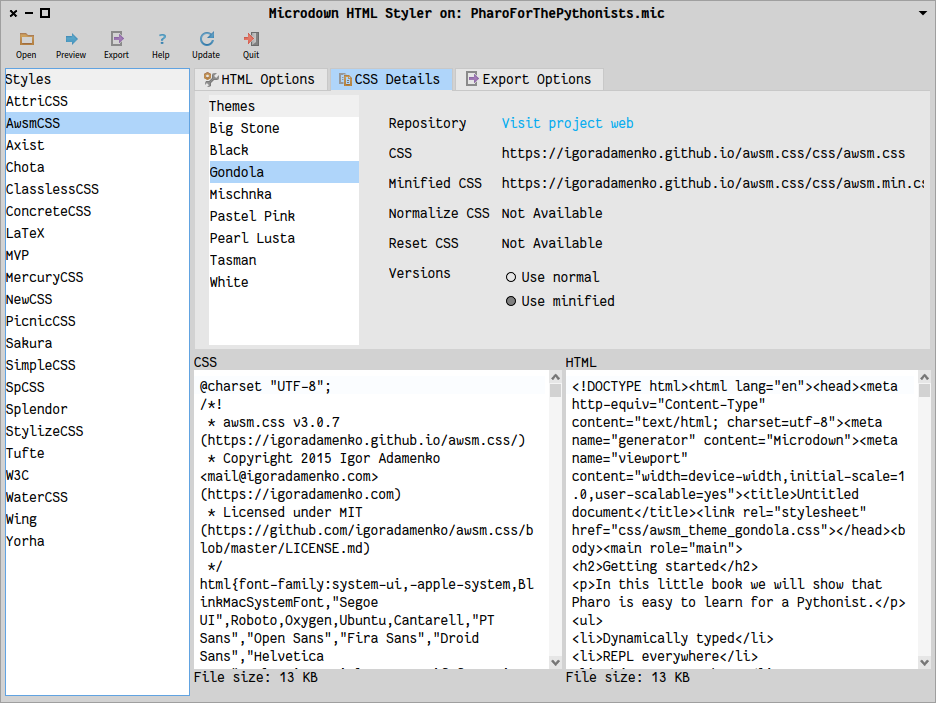 Microdown HTML Styler on: PharoForThePythonists.mic
Open Preview Export Help Update Quit
Styles
AttriCSS
AwsmCSS
Axist
Chota
ClasslessCSS
ConcreteCSS
LaTeX
MVP
MercuryCSS
NewCSS
PicnicCSS
Sakura
SimpleCSS
SpCSS
Splendor
StylizeCSS
Tufte
W3C
WaterCSS
Wing
Yorha
HTML Options CSS Details Export Options
Themes
Big Stone
Black
Gondola
Mischnka
Pastel Pink
Pearl Lusta
Tasman
White
Repository Visit project web
CSS https://igoradamenko.github.io/awsm.css/css/awsm.css
Minified CSS https://igoradamenko.github.io/awsm.css/css/awsm.min.cs
Normalize CSS Not Available
Reset CSS Not Available
Versions
Use normal
Use minified
CSS
@charset "UTF-8";
/*!
* awsm.css v3.0.7
(https://igoradamenko.github.io/awsm.css/)
* Copyright 2015 Igor Adamenko
<mail@igoradamenko.com>
(https://igoradamenko.com)
* Licensed under MIT
(https://github.com/igoradamenko/awsm.css/b
lob/master/LICENSE.md)
*/
html{font-family:system-ui,-apple-system,Bl
inkMacSystemFont,"Segoe
UI",Roboto,Oxygen,Ubuntu,Cantarell,"PT
Sans","Open Sans","Fira Sans","Droid
Sans","Helvetica
File size: 13 KB
HTML
<!DOCTYPE html><html lang="en"><head><meta
http-equiv="Content-Type"
content="text/html; charset=utf-8"><meta
name="generator" content="Microdown"><meta
name="viewport"
content="width=device-width,initial-scale=1
.0,user-scalable=yes"><title>Untitled
document</title><link rel="stylesheet"
href="css/awsm_theme_gondola.css"></head><b
ody><main role="main">
<h2>Getting started</h2>
<p>In this little book we will show that
Pharo is easy to learn for a Pythonist.</p>
<ul>
<li>Dynamically typed</li>
<li>REPL everywhere</li>
File size: 13 KB